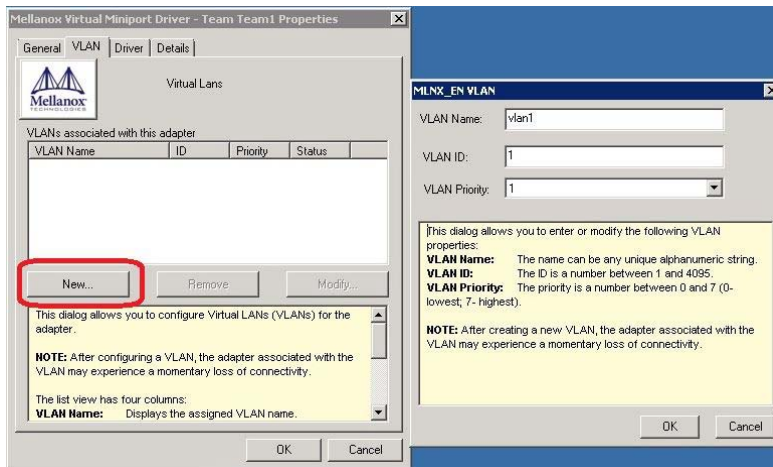 Mellanox Virtual Miniport Driver - Team Team1 Properties
General VLAN Driver Details
Mellanox
TECHNOLOGIES
Virtual Lans
VLANs associated with this adapter
VLAN Name ID Priority Status
New... Remove Modify...
This dialog allows you to configure Virtual LANs (VLANs) for the
adapter.
NOTE: After configuring a VLAN, the adapter associated with the
VLAN may experience a momentary loss of connectivity.
The list view has four columns:
VLAN Name: Displays the assigned VLAN name.
OK Cancel
MLNX_EN VLAN
VLAN Name: vlan1
VLAN ID: 1
VLAN Priority: 1
This dialog allows you to enter or modify the following VLAN
properties:
VLAN Name: The name can be any unique alphanumeric string.
VLAN ID: The ID is a number between 1 and 4095.
VLAN Priority: The priority is a number between 0 and 7 (0-
lowest; 7- highest).
NOTE: After creating a new VLAN, the adapter associated with the
VLAN may experience a momentary loss of connectivity.
OK Cancel